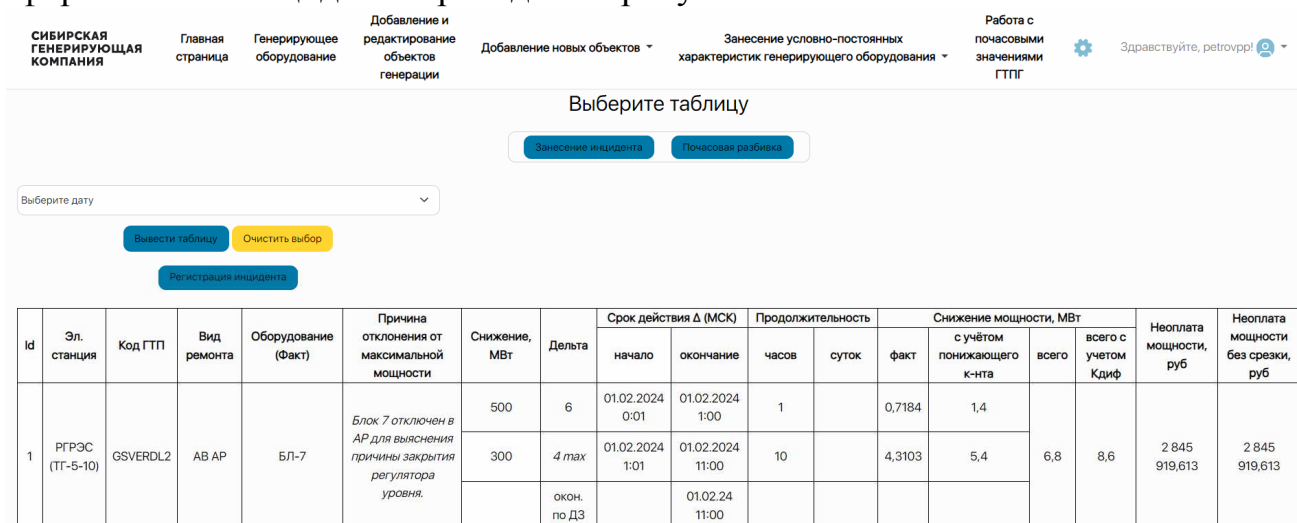 СИБИРСКАЯ
ГЕНЕРИРУЮЩАЯ
КОМПАНИЯ
Главная
страница
Генерирующее
оборудование
Добавление и
редактирование
объектов
генерации
Добавление новых объектов
Занесение условно-постоянных
характеристик генерирующего оборудования
Работа с
почасовыми
значениями
ГТПГ
Здравствуйте, petrovpp!
Выберите таблицу
Занесение инцидента
Почасовая разбивка
Выберите дату
Вывести таблицу
Очистить выбор
Регистрация инцидента
Id
Эл.
станция
Код ГТП
Вид
ремонта
Оборудование
(Факт)
Причина
отклонения от
максимальной
мощности
Снижение,
МВт
Дельта
Срок действия Δ (МСК)
начало
окончание
Продолжительность
часов
суток
Снижение мощности, МВт
факт
с учётом
понижающего
к-нта
всего
всего с
учетом
Кдиф
Неоплата
мощности,
руб
Неоплата
мощности
без срезки,
руб
1
РГРЭС
(ТГ-5-10)
GSVERDL2
АВ АР
БЛ-7
Блок 7 отключен в
АР для выяснения
причины закрытия
регулятора
уровня.
500
6
01.02.2024
0:01
01.02.2024
1:00
1
0,7184
1,4
300
4 max
01.02.2024
1:01
01.02.2024
11:00
10
4,3103
5,4
окон.
по ДЗ
01.02.24
11:00
6,8
8,6
2 845
919,613
2 845
919,613